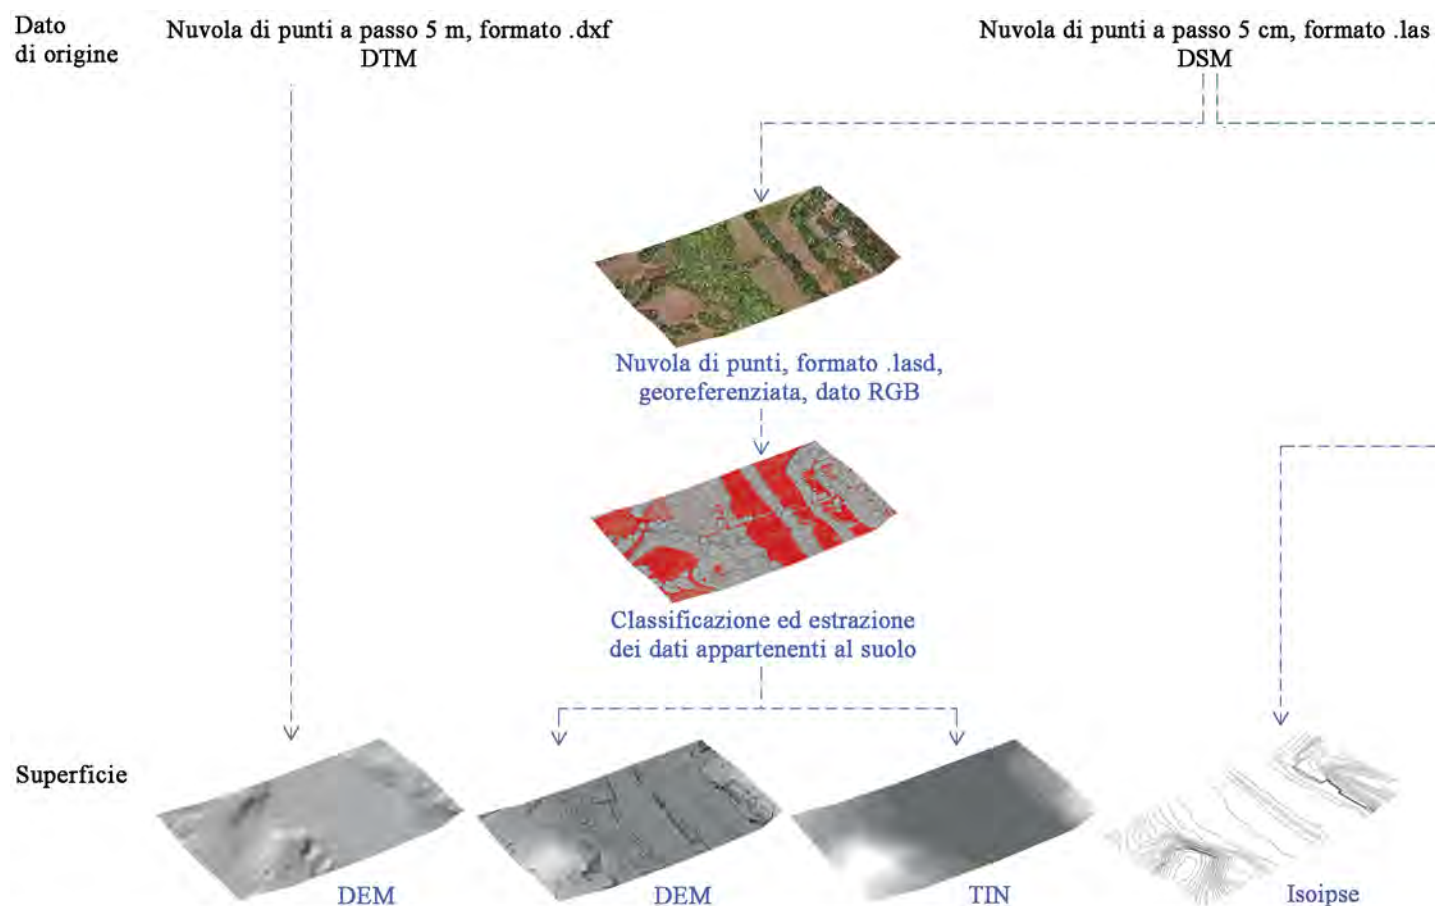 Dato
di origine
Nuvola di punti a passo 5 m, formato .dxf
DTM
Nuvola di punti a passo 5 cm, formato .las
DSM
Nuvola di punti, formato .lasd,
georeferenziata, dato RGB
Classificazione ed estrazione
dei dati appartenenti al suolo
Superficie
DEM
DEM
TIN
Isoipse